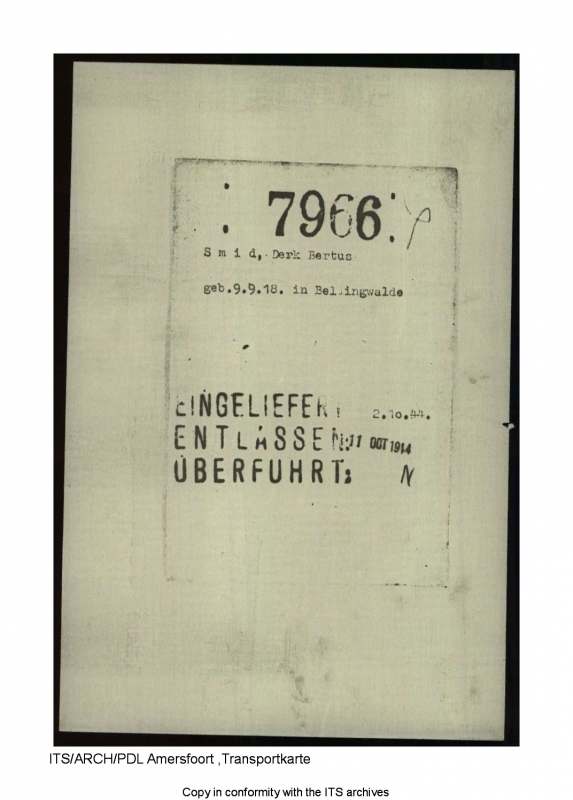 : 7966:
S m i d, Derk Bertus
geb.9.9.18. in Bellingwalde
EINGELIEFERT 2.10.44.
ENTLASSEN: 11 OCT 1944
ÜBERFUHRT: N
ITS/ARCH/PDL Amersfoort ,Transportkarte
Copy in conformity with the ITS archives